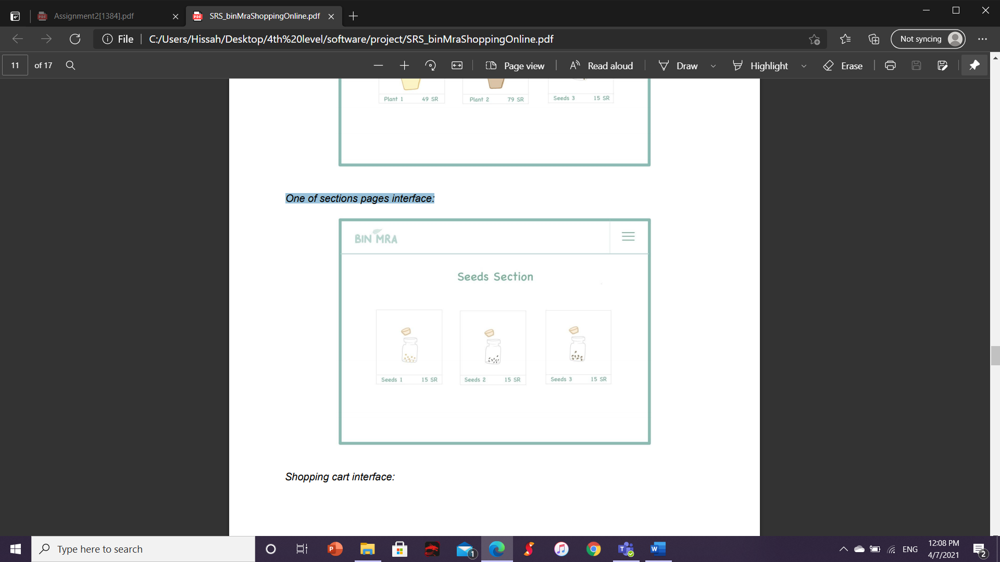 Assignment2[1384].pdf
SRS_binMraShoppingOnline.pdf
File
C:/Users/Hissah/Desktop/4th%20level/software/project/SRS_binMraShoppingOnline.pdf
Not syncing
11 of 17
Page view
Read aloud
Draw
Highlight
Erase
Plant 1 49 SR
Plant 2 79 SR
Seeds 3 15 SR
One of sections pages interface:
BIN MRA
Seeds Section
Seeds 1 15 SR
Seeds 2 15 SR
Seeds 3 15 SR
Shopping cart interface:
Type here to search
1
ENG
12:08 PM
4/7/2021
2